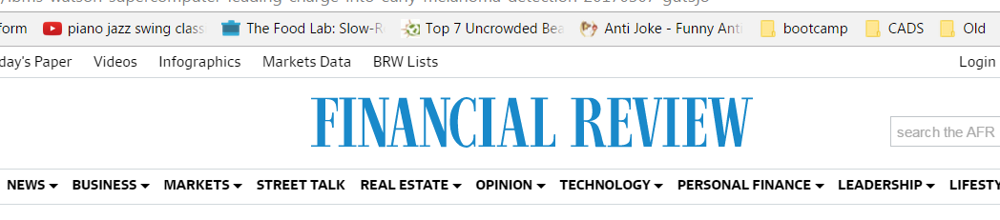 /ibms-watson-supercomputer-leading-charge-into-early-melanoma-detection-20170307-gutsj8
form piano jazz swing class The Food Lab: Slow-R Top 7 Uncrowded Bea Anti Joke - Funny Anti bootcamp CADS Old
day's Paper Videos Infographics Markets Data BRW Lists Login
FINANCIAL REVIEW
search the AFR
NEWS BUSINESS MARKETS STREET TALK REAL ESTATE OPINION TECHNOLOGY PERSONAL FINANCE LEADERSHIP LIFESTY